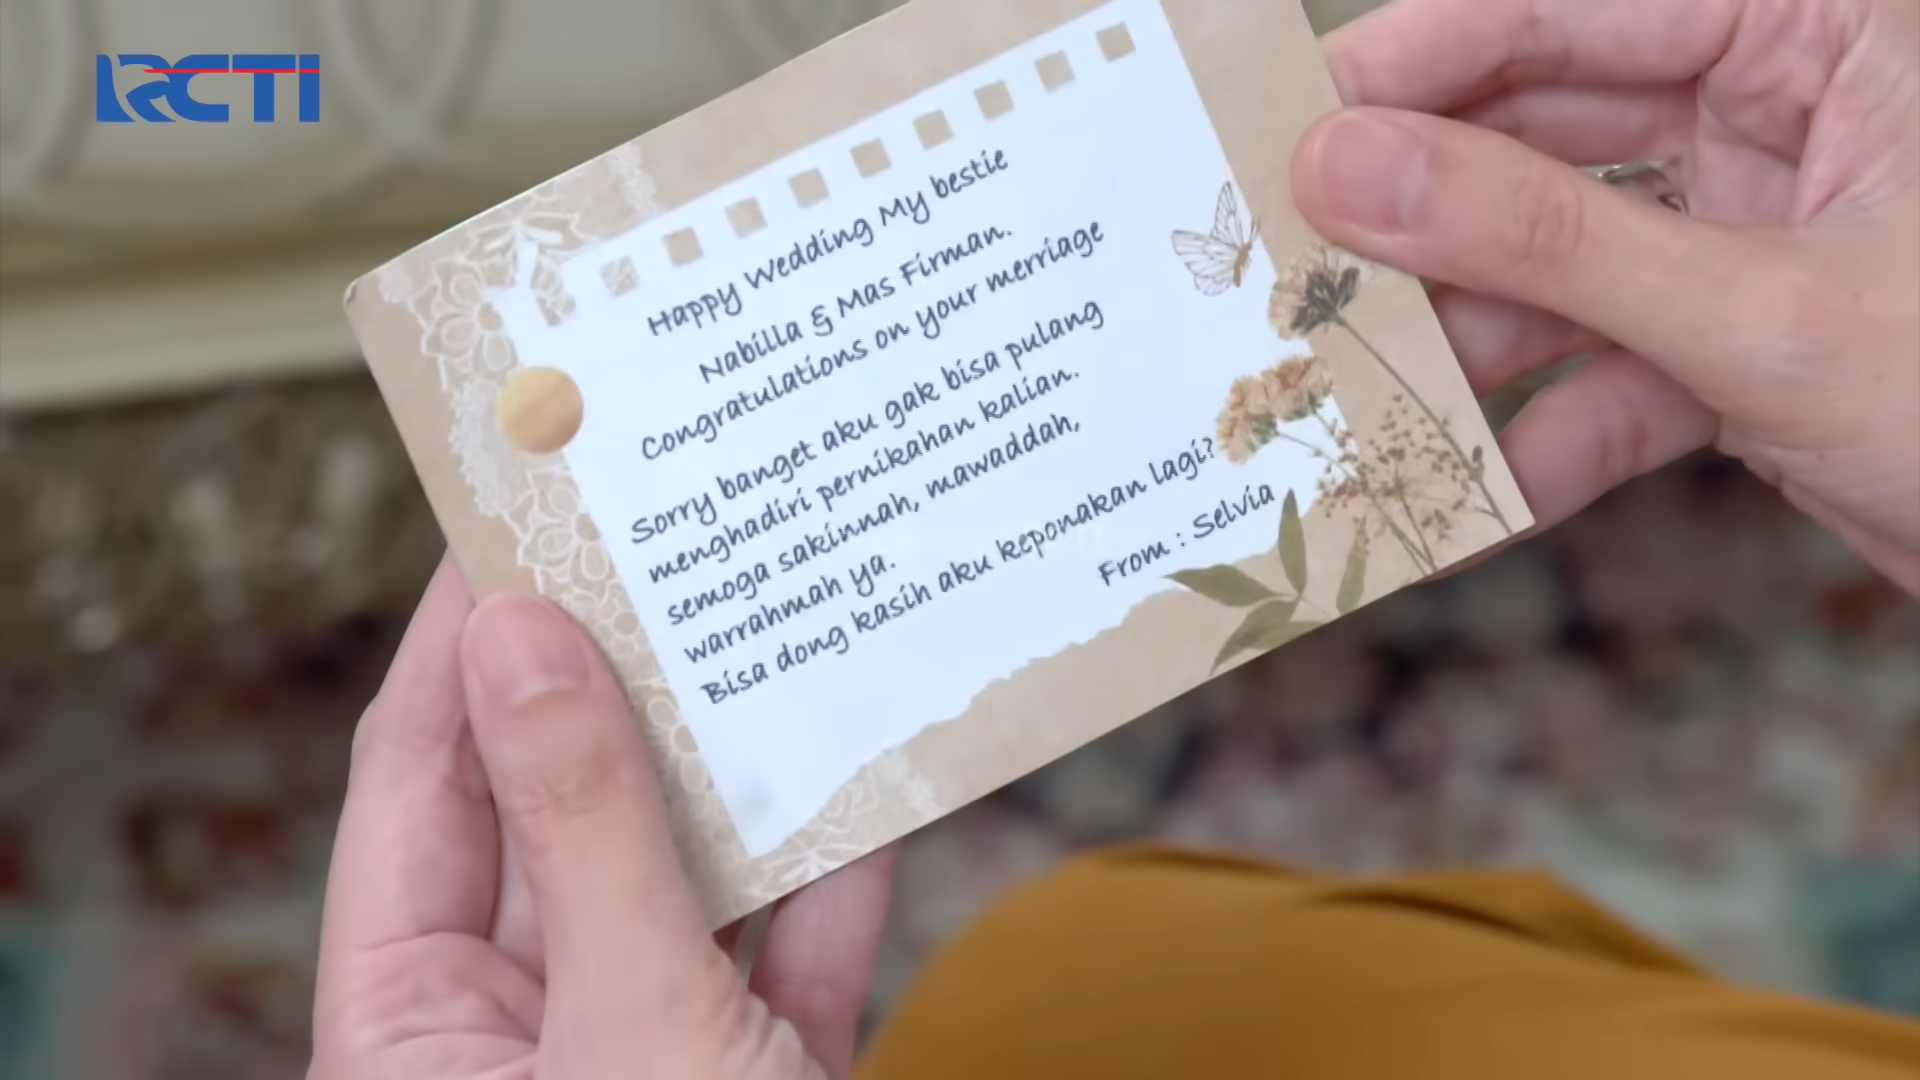 RCTI
Happy Wedding My bestie
Nabilla & Mas Firman.
Congratulations on your merriage
Sorry banget aku gak bisa pulang
menghadiri pernikahan kalian.
semoga sakinnah, mawaddah,
warrahmah ya.
Bisa dong kasih aku keponakan lagi?
From : Selvia